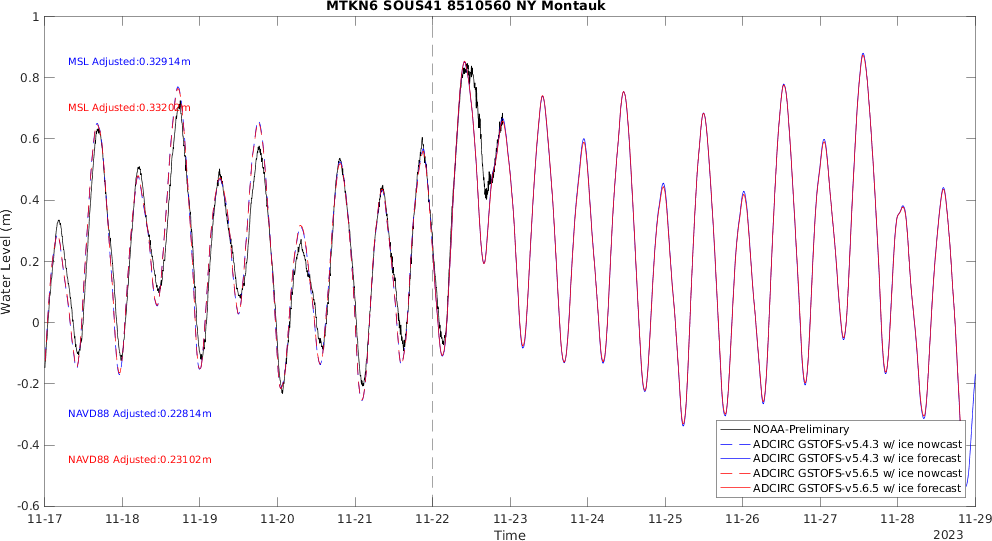 MTKN6 SOUS41 8510560 NY Montauk
Water Level (m)
1
0.8
0.6
0.4
0.2
0
-0.2
-0.4
-0.6
MSL Adjusted:0.32914m
MSL Adjusted:0.33202m
NAVD88 Adjusted:0.22814m
NAVD88 Adjusted:0.23102m
NOAA-Preliminary
ADCIRC GSTOFS-v5.4.3 w/ ice nowcast
ADCIRC GSTOFS-v5.4.3 w/ ice forecast
ADCIRC GSTOFS-v5.6.5 w/ ice nowcast
ADCIRC GSTOFS-v5.6.5 w/ ice forecast
11-17 11-18 11-19 11-20 11-21 11-22 11-23 11-24 11-25 11-26 11-27 11-28 11-29
Time
2023